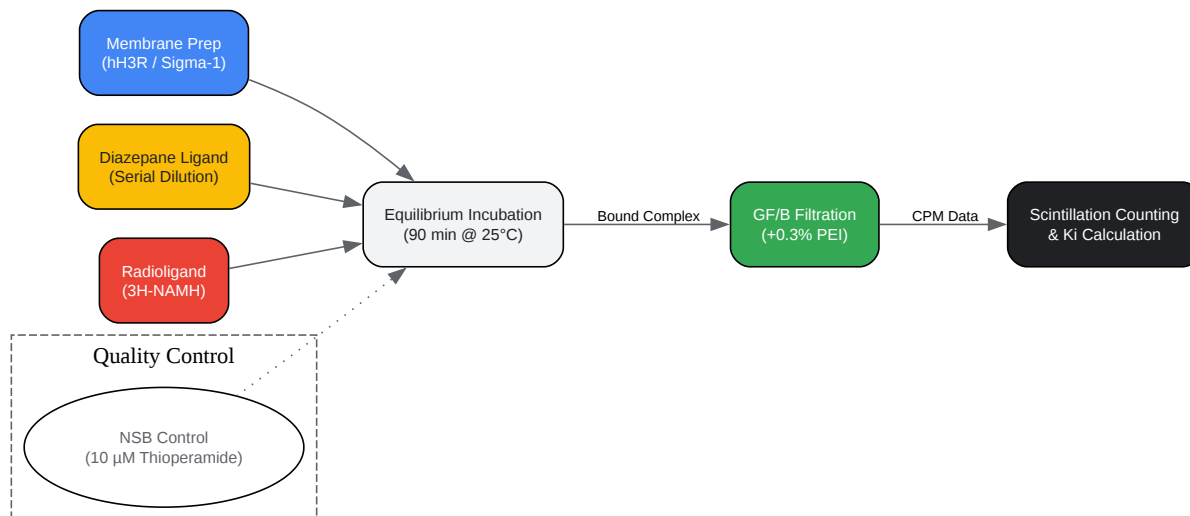 Membrane Prep
(hH3R / Sigma-1)
Diazepane Ligand
(Serial Dilution)
Radioligand
(3H-NAMH)
Quality Control
NSB Control
(10 µM Thioperamide)
Equilibrium Incubation
(90 min @ 25°C)
Bound Complex
GF/B Filtration
(+0.3% PEI)
CPM Data
Scintillation Counting
& Ki Calculation